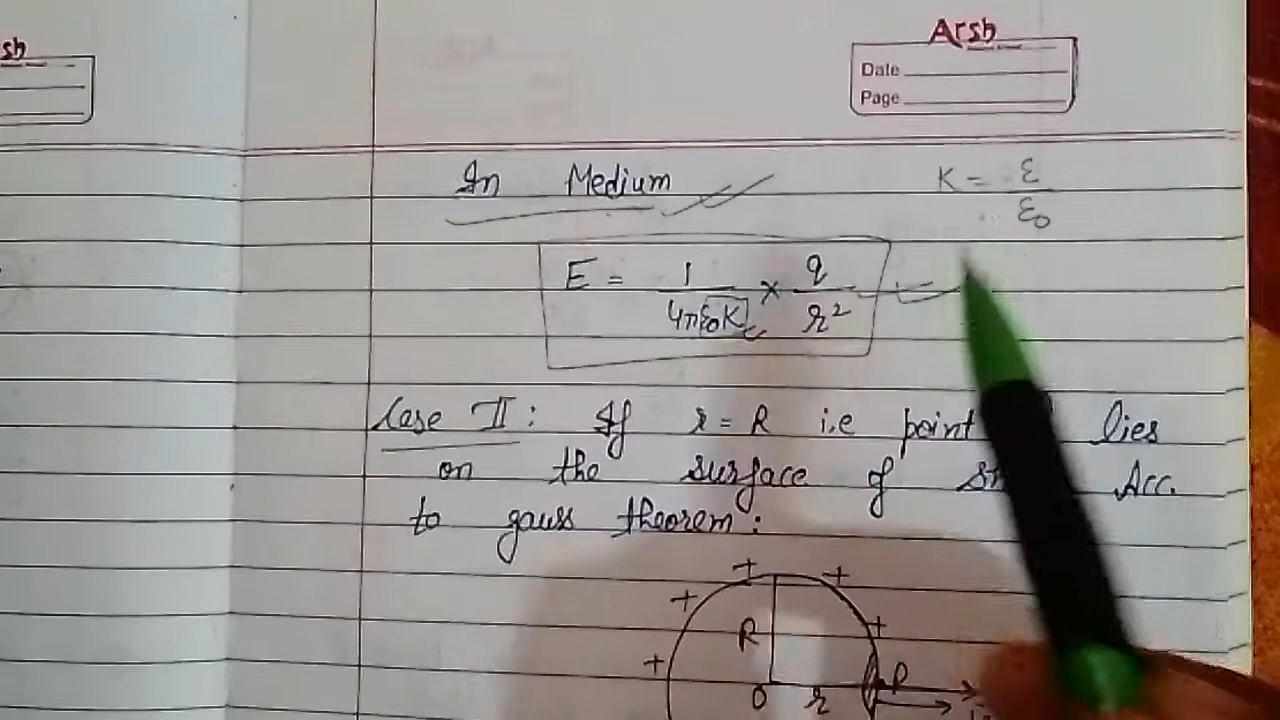 sh
Arsh
Date
Page
In Medium
K = ε/ε₀
E = 1/4πε₀K × q/r²
Case II : If r = R i.e point lies
on the surface of Acc.
to gauss theorem :
+ +
+ +
+
R
O r P